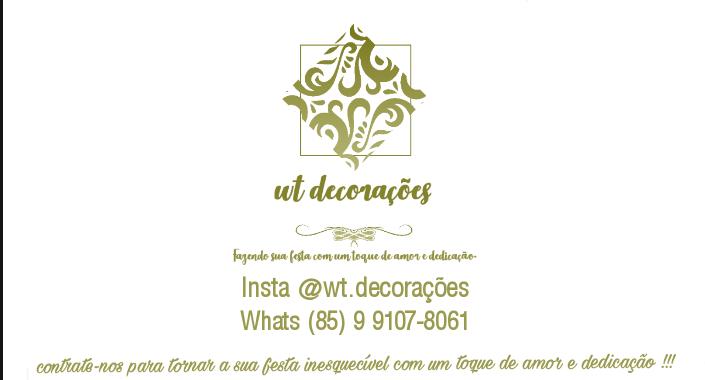 wt decorações
Fazendo sua festa com um toque de amor e dedicação.
Insta @wt.decorações
Whats (85) 9 9107-8061
contrate-nos para tornar a sua festa inesquecível com um toque de amor e dedicação !!!